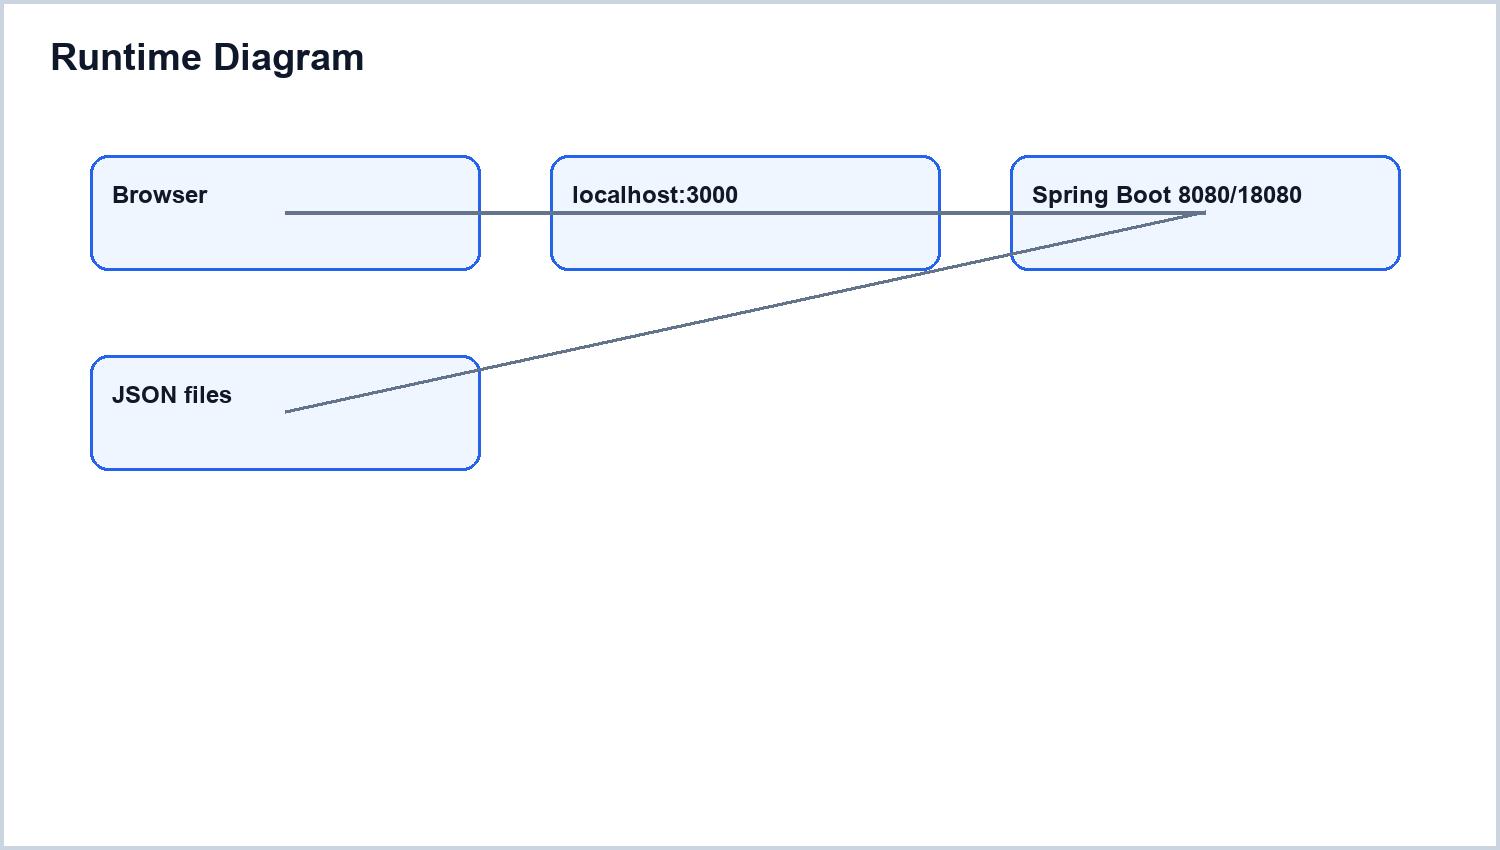 Runtime Diagram
Browser
localhost:3000
Spring Boot 8080/18080
JSON files